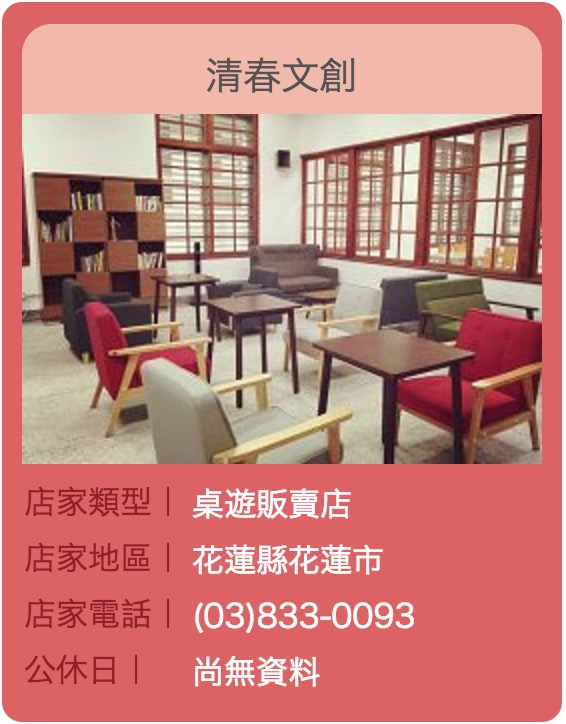 清春文創
店家類型｜ 桌遊販賣店
店家地區｜ 花蓮縣花蓮市
店家電話｜ (03)833-0093
公休日｜ 尚無資料